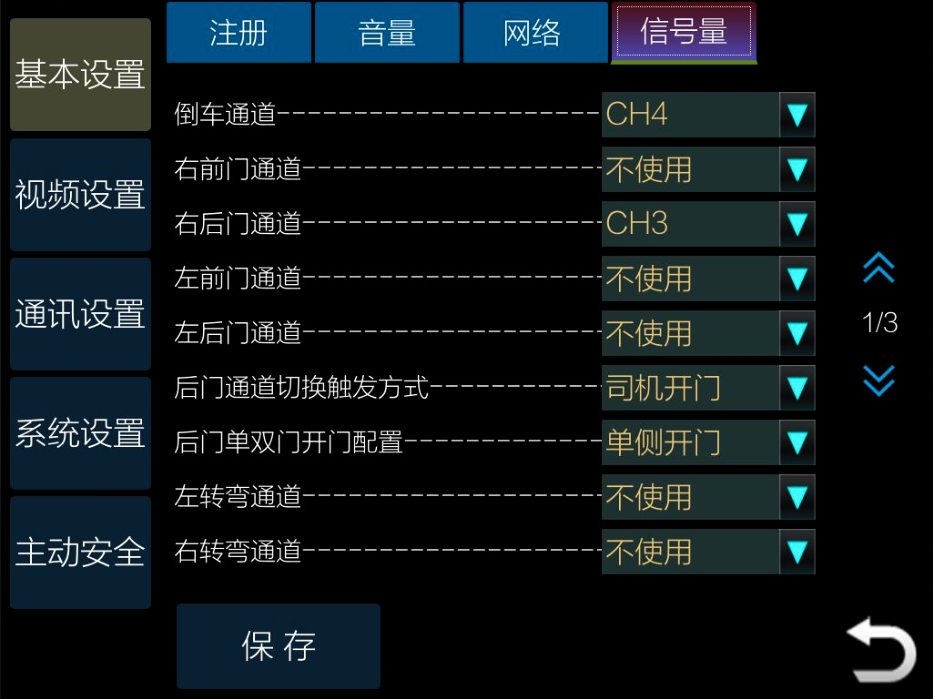 注册 音量 网络 信号量
基本设置
视频设置
通讯设置
系统设置
主动安全
倒车通道 CH4
右前门通道 不使用
右后门通道 CH3
左前门通道 不使用
左后门通道 不使用
后门通道切换触发方式 司机开门
后门单双门开门配置 单侧开门
左转弯通道 不使用
右转弯通道 不使用
1/3
保存